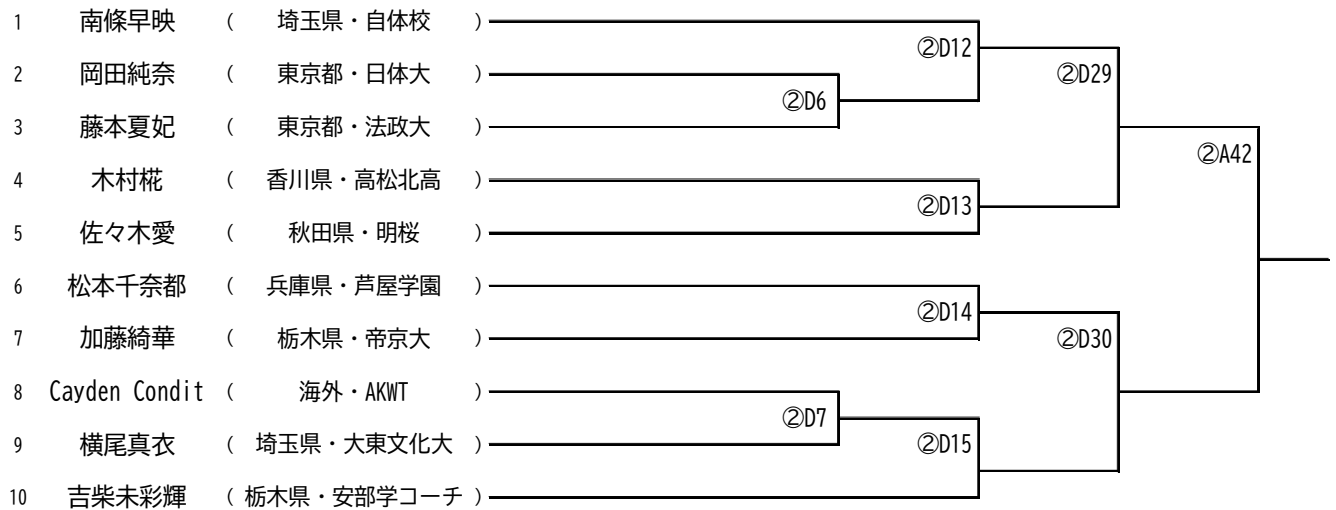 1 南條早映 ( 埼玉県・自体校 )
②D12
2 岡田純奈 ( 東京都・日体大 )
②D29
②D6
3 藤本夏妃 ( 東京都・法政大 )
②A42
4 木村椛 ( 香川県・高松北高 )
②D13
5 佐々木愛 ( 秋田県・明桜 )
6 松本千奈都 ( 兵庫県・芦屋学園 )
②D14
7 加藤綺華 ( 栃木県・帝京大 )
②D30
8 Cayden Condit ( 海外・AKWT )
②D7
9 横尾真衣 ( 埼玉県・大東文化大 )
②D15
10 吉柴未彩輝 ( 栃木県・安部学コーチ )